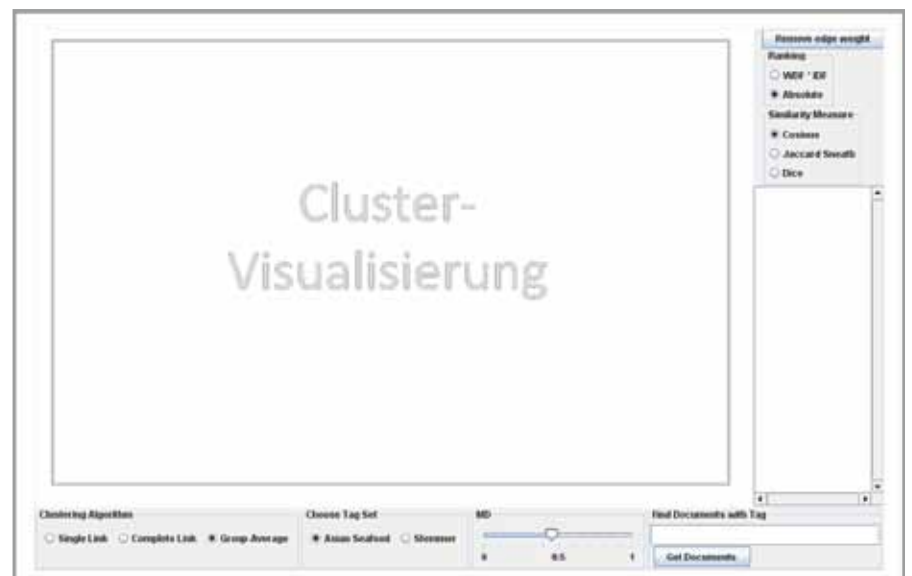 Remove edge weight
Ranking
WDF * IDF
Absolute
Similarity Measure
Cosinus
Jaccard Sneath
Dice
Cluster-
Visualisierung
Clustering Algorithm
Single Link Complete Link Group Average
Choose Tag Set
Asian Seafood
MD
0 0.5 1
Find Documents with Tag
Get Documents